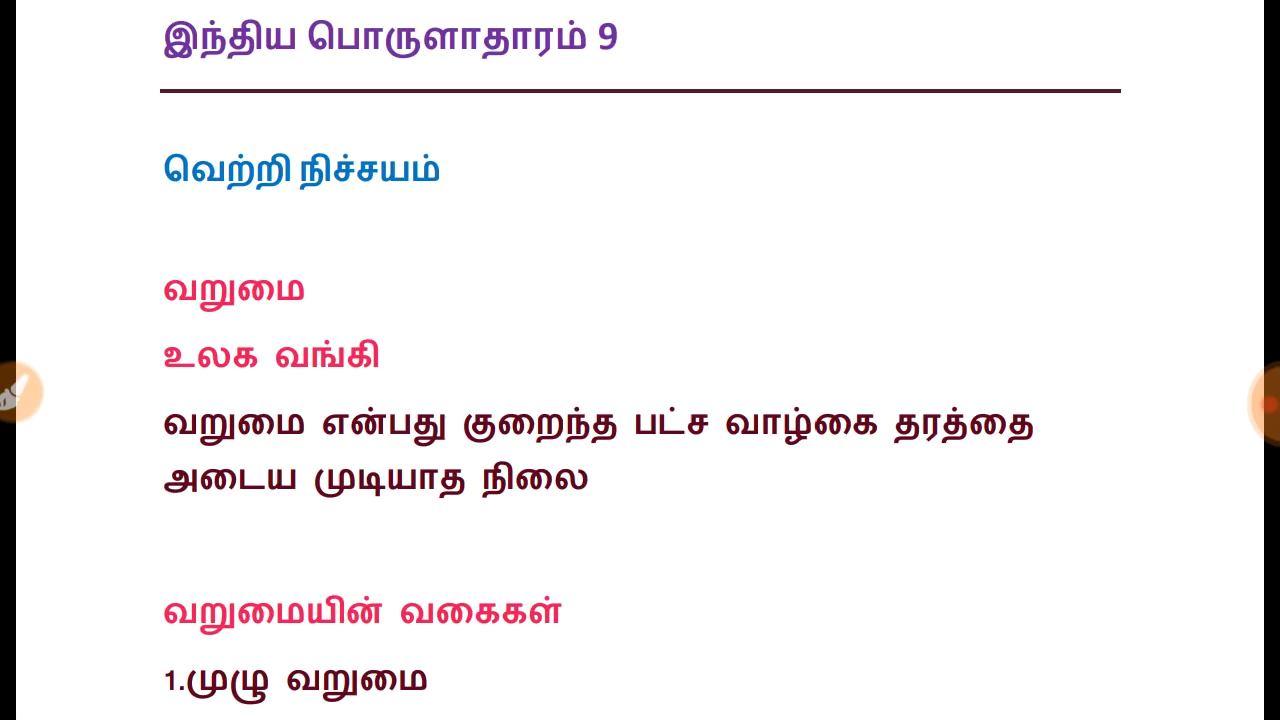 இந்திய பொருளாதாரம் 9
வெற்றி நிச்சயம்
வறுமை
உலக வங்கி
வறுமை என்பது குறைந்த பட்ச வாழ்கை தரத்தை
அடைய முடியாத நிலை
வறுமையின் வகைகள்
1.முழு வறுமை